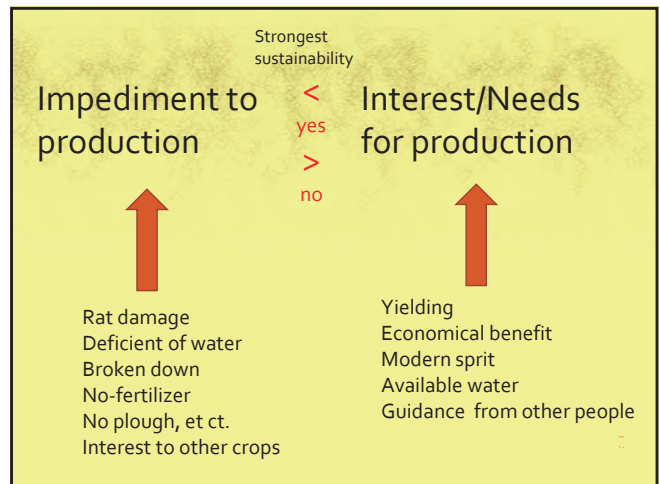 Strongest
sustainability
Impediment to
production
<
yes
>
no
Interest/Needs
for production
Rat damage
Deficient of water
Broken down
No-fertilizer
No plough, et ct.
Interest to other crops
Yielding
Economical benefit
Modern sprit
Available water
Guidance from other people